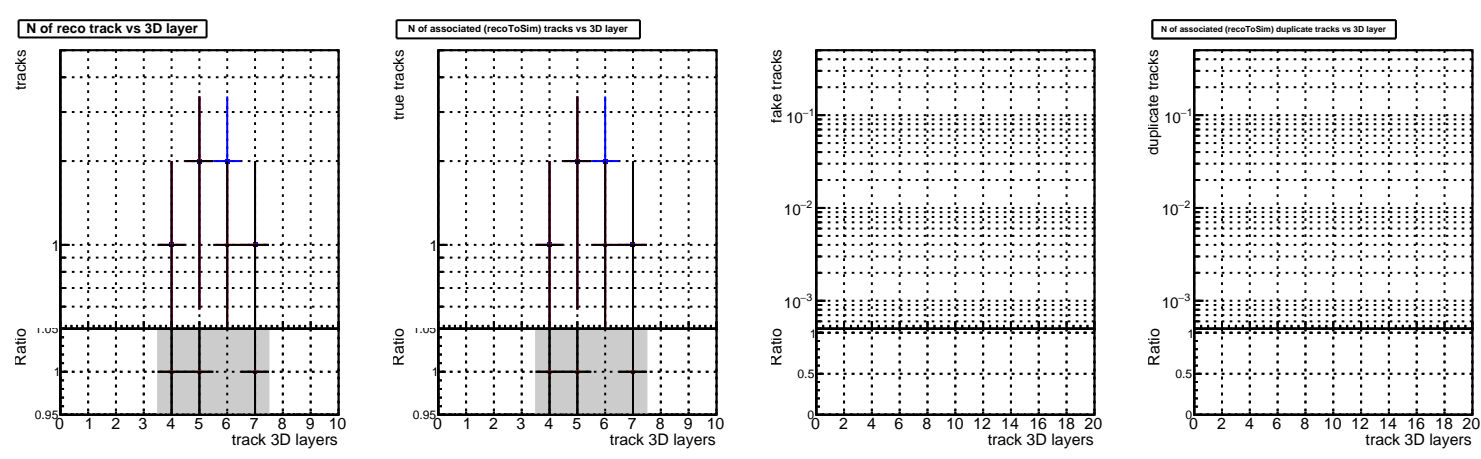 N of reco track vs 3D layer
tracks
1
1.05
Ratio
1
0.95
0 1 2 3 4 5 6 7 8 9 10
track 3D layers
N of associated (recoToSim) tracks vs 3D layer
true tracks
1
1.05
Ratio
1
0.95
0 1 2 3 4 5 6 7 8 9 10
track 3D layers
fake tracks
10−1
10−2
10−3
Ratio
1
0.5
0
0 2 4 6 8 10 12 14 16 18 20
track 3D layers
N of associated (recoToSim) duplicate tracks vs 3D layer
duplicate tracks
10−1
10−2
10−3
Ratio
1
0.5
0
0 2 4 6 8 10 12 14 16 18 20
track 3D layers